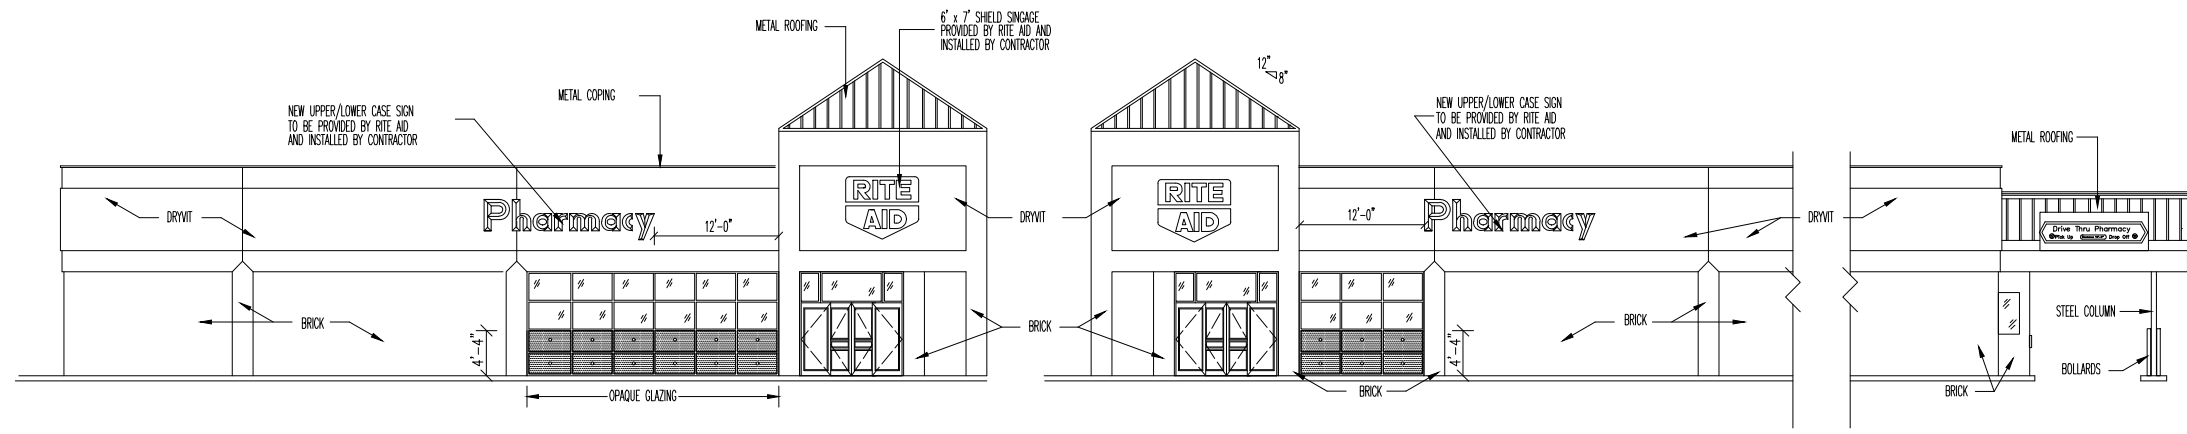 METAL ROOFING
6' x 7' SHIELD SINGAGE
PROVIDED BY RITE AID AND
INSTALLED BY CONTRACTOR
12"
8"
METAL COPING
NEW UPPER/LOWER CASE SIGN
TO BE PROVIDED BY RITE AID
AND INSTALLED BY CONTRACTOR
NEW UPPER/LOWER CASE SIGN
TO BE PROVIDED BY RITE AID
AND INSTALLED BY CONTRACTOR
METAL ROOFING
DRYVIT
Pharmacy
12'-0"
RITE
AID
DRYVIT
RITE
AID
12'-0"
Pharmacy
DRYVIT
Drive Thru Pharmacy
Pick Up
Drop Off
BRICK
4'-4"
BRICK
4'-4"
BRICK
STEEL COLUMN
BOLLARDS
OPAQUE GLAZING
BRICK
BRICK